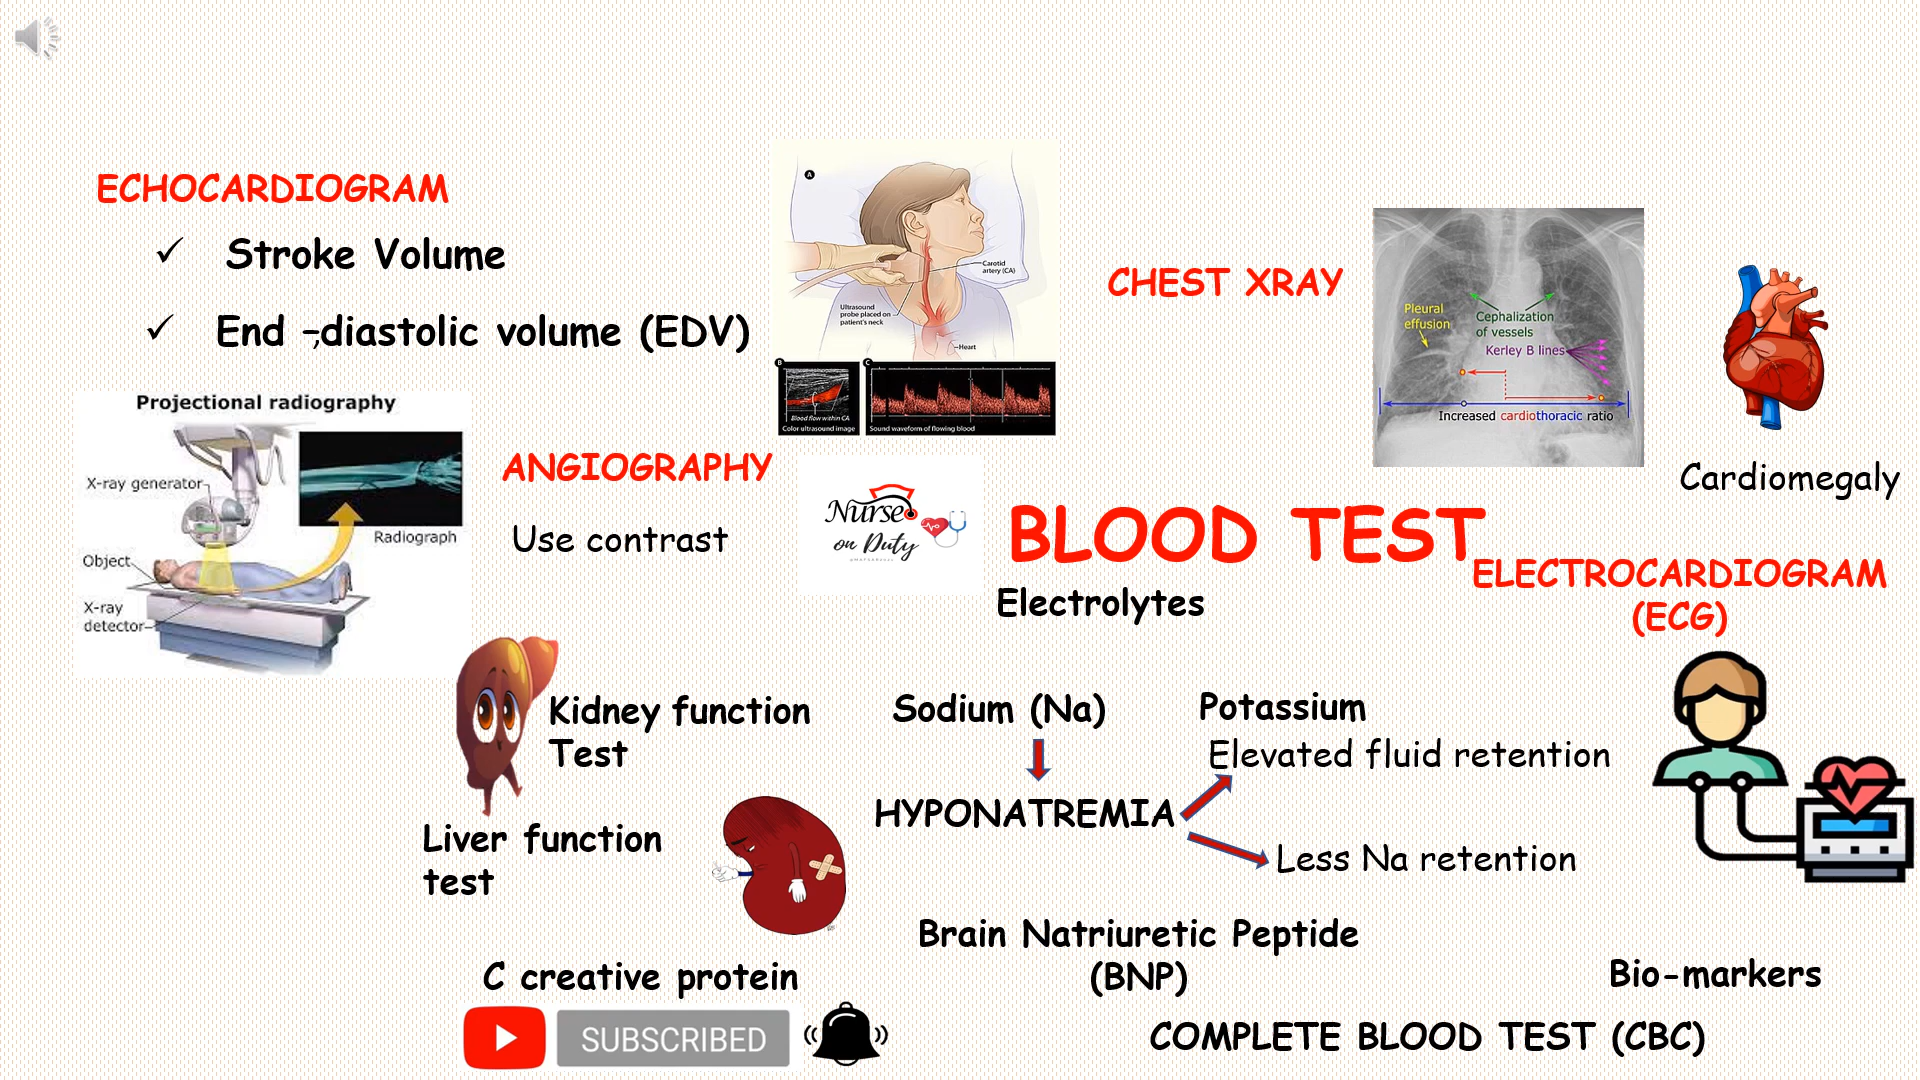 ECHOCARDIOGRAM
✓ Stroke Volume
✓ End –,diastolic volume (EDV)
A
Carotid
artery (CA)
Ultrasound
probe placed on
patient's neck
Heart
B
Blood flow within CA
Color ultrasound image
C
Sound waveform of flowing blood
CHEST XRAY
Pleural
effusion
Cephalization
of vessels
Kerley B lines
Increased cardiothoracic ratio
Cardiomegaly
Projectional radiography
X-ray generator
Radiograph
Object
X-ray
detector
ANGIOGRAPHY
Use contrast
Nurse
on Duty
BLOOD TEST
Electrolytes
ELECTROCARDIOGRAM
(ECG)
Kidney function
Test
Sodium (Na)
Potassium
Elevated fluid retention
HYPONATREMIA
Less Na retention
Liver function
test
Brain Natriuretic Peptide
(BNP)
C creative protein
Bio-markers
SUBSCRIBED
COMPLETE BLOOD TEST (CBC)